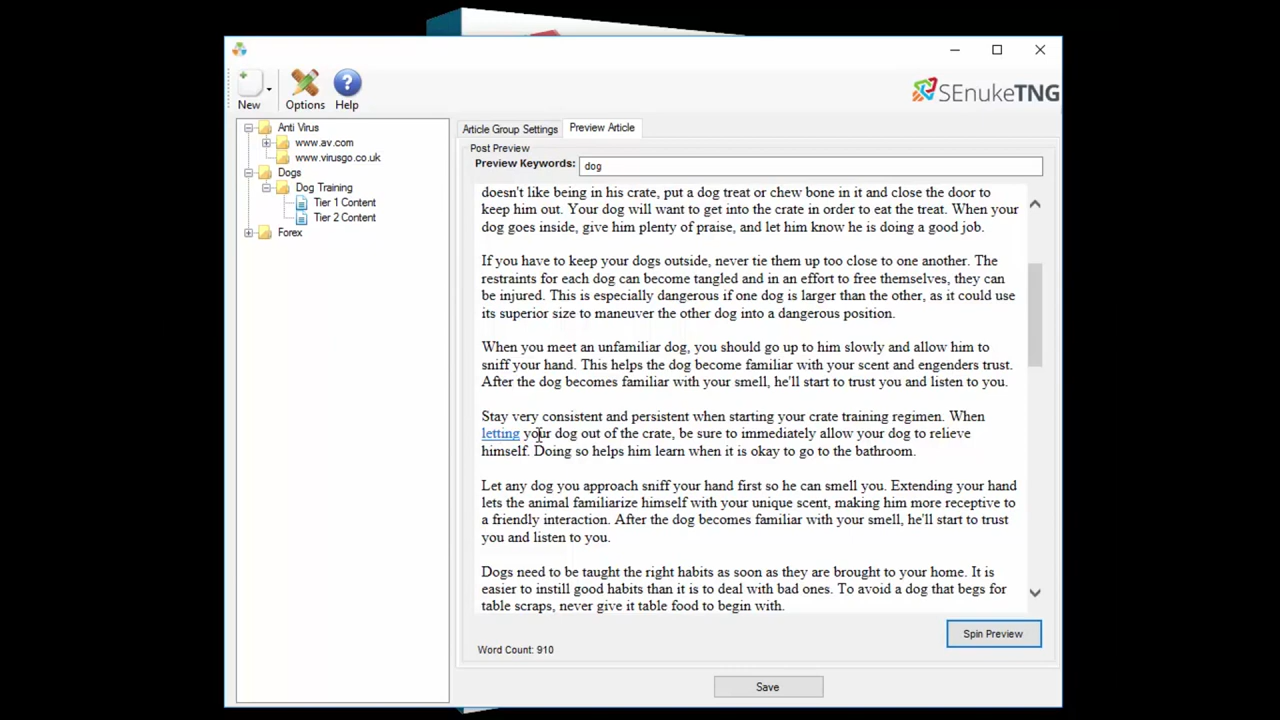 New
Options
Help
SEnukeTNG
Anti Virus
www.av.com
www.virusgo.co.uk
Dogs
Dog Training
Tier 1 Content
Tier 2 Content
Forex
Article Group Settings
Preview Article
Post Preview
Preview Keywords:
dog
doesn't like being in his crate, put a dog treat or chew bone in it and close the door to
keep him out. Your dog will want to get into the crate in order to eat the treat. When your
dog goes inside, give him plenty of praise, and let him know he is doing a good job.
If you have to keep your dogs outside, never tie them up too close to one another. The
restraints for each dog can become tangled and in an effort to free themselves, they can
be injured. This is especially dangerous if one dog is larger than the other, as it could use
its superior size to maneuver the other dog into a dangerous position.
When you meet an unfamiliar dog, you should go up to him slowly and allow him to
sniff your hand. This helps the dog become familiar with your scent and engenders trust.
After the dog becomes familiar with your smell, he'll start to trust you and listen to you.
Stay very consistent and persistent when starting your crate training regimen. When
letting your dog out of the crate, be sure to immediately allow your dog to relieve
himself. Doing so helps him learn when it is okay to go to the bathroom.
Let any dog you approach sniff your hand first so he can smell you. Extending your hand
lets the animal familiarize himself with your unique scent, making him more receptive to
a friendly interaction. After the dog becomes familiar with your smell, he'll start to trust
you and listen to you.
Dogs need to be taught the right habits as soon as they are brought to your home. It is
easier to instill good habits than it is to deal with bad ones. To avoid a dog that begs for
table scraps, never give it table food to begin with.
Spin Preview
Word Count: 910
Save